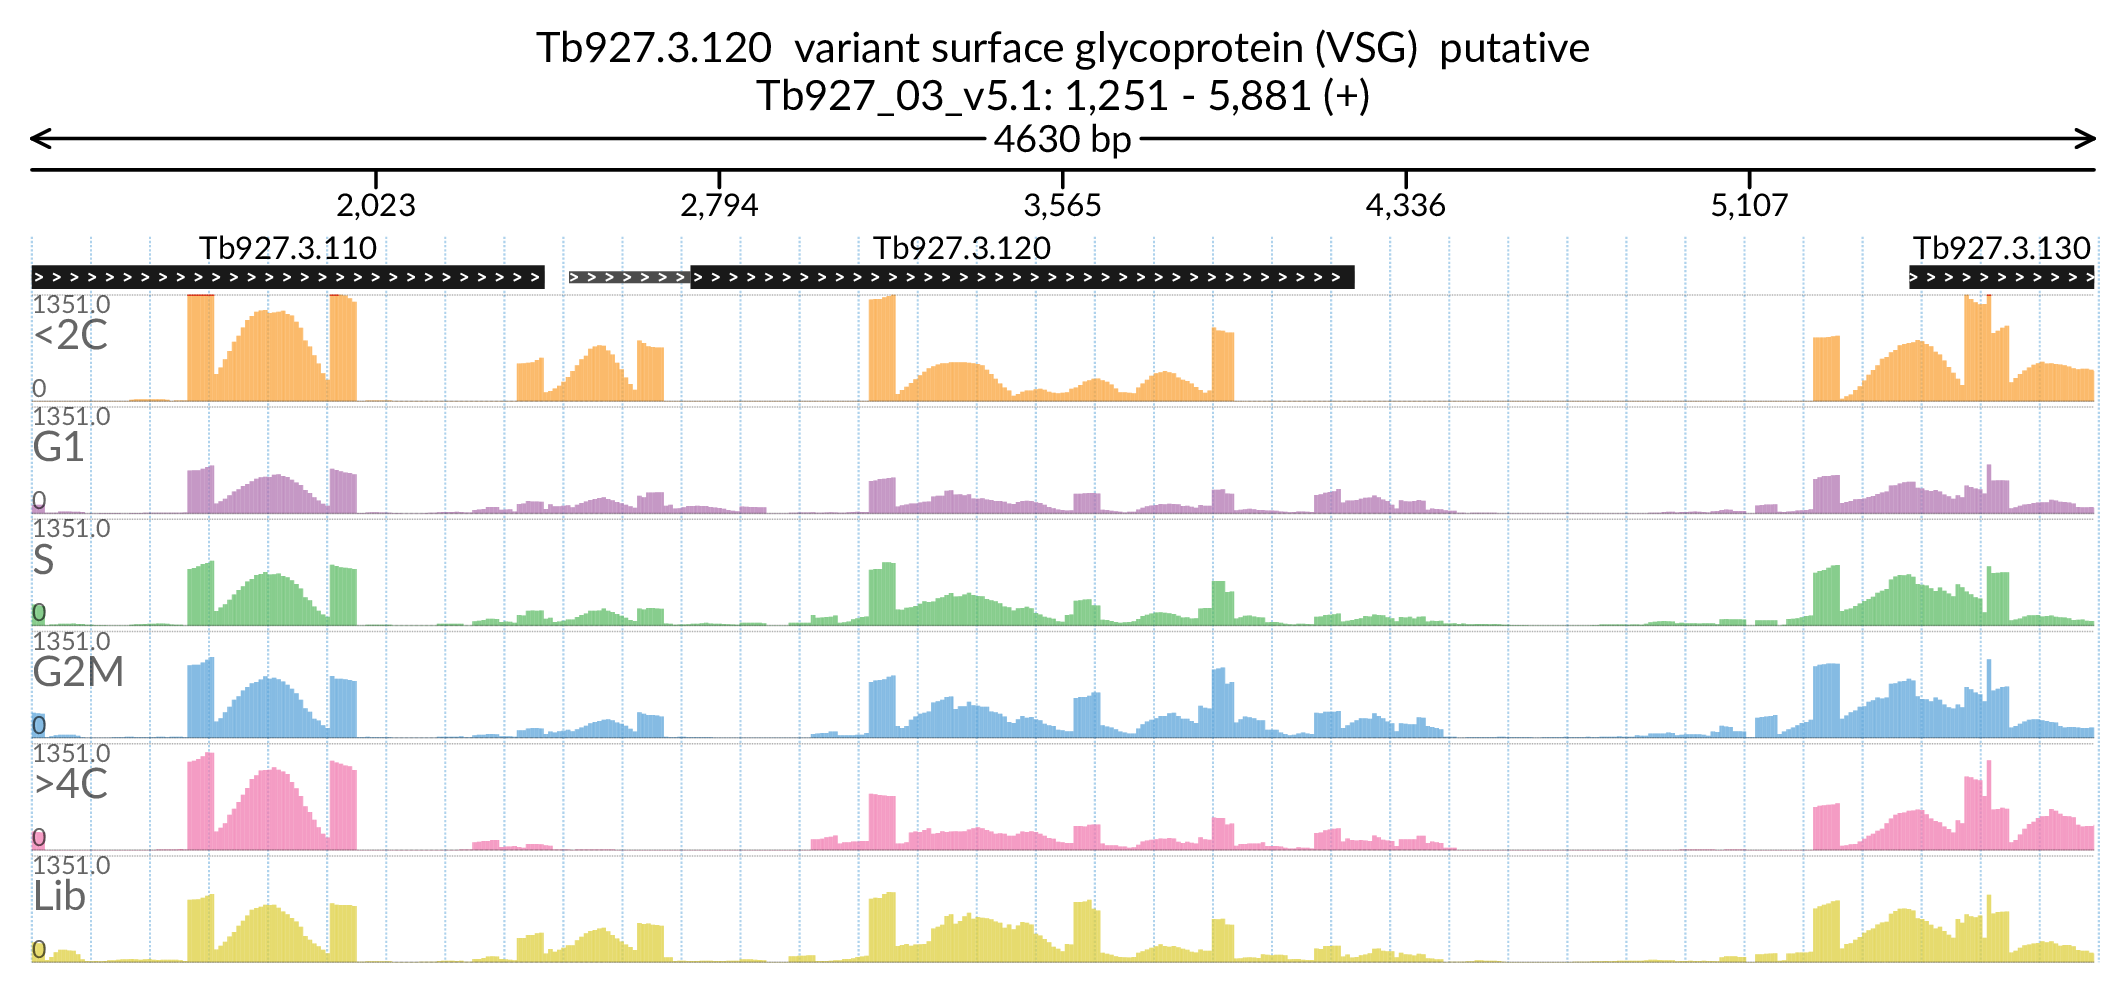 Tb927.3.120  variant surface glycoprotein (VSG)  putative
Tb927_03_v5.1: 1,251 - 5,881 (+)
4630 bp
2,023 2,794 3,565 4,336 5,107
Tb927.3.110 Tb927.3.120 Tb927.3.130
1351.0
<2C
0
1351.0
G1
0
1351.0
S
0
1351.0
G2M
0
1351.0
>4C
0
1351.0
Lib
0